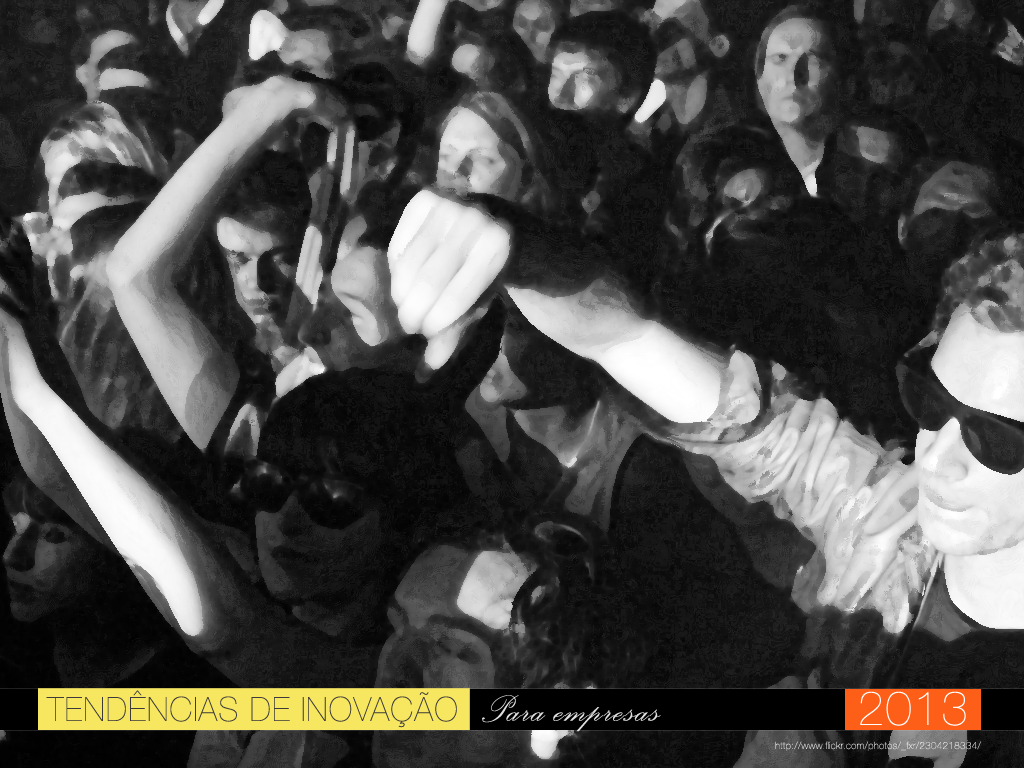 TENDÊNCIAS DE INOVAÇÃO Para empresas 2013
http://www.flickr.com/photos/_fxr/2304218334/